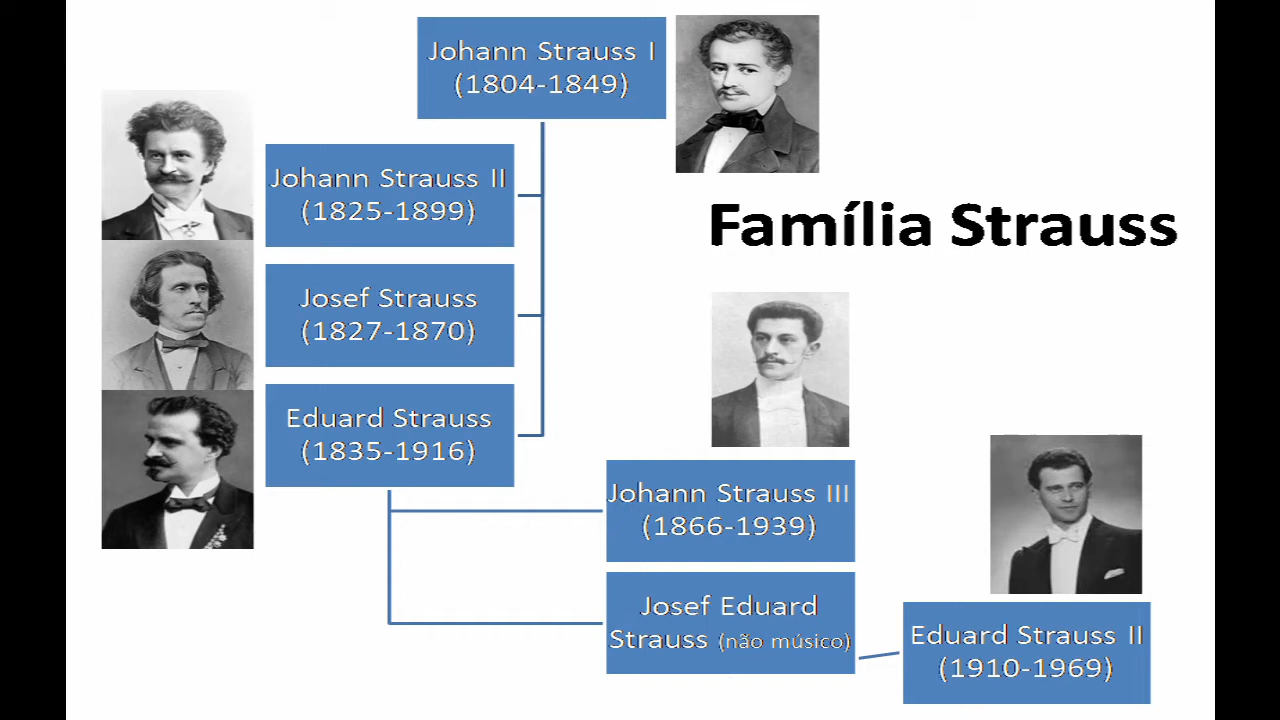 Johann Strauss I
(1804-1849)
Johann Strauss II
(1825-1899)
Família Strauss
Josef Strauss
(1827-1870)
Eduard Strauss
(1835-1916)
Johann Strauss III
(1866-1939)
Josef Eduard
Strauss (não músico)
Eduard Strauss II
(1910-1969)